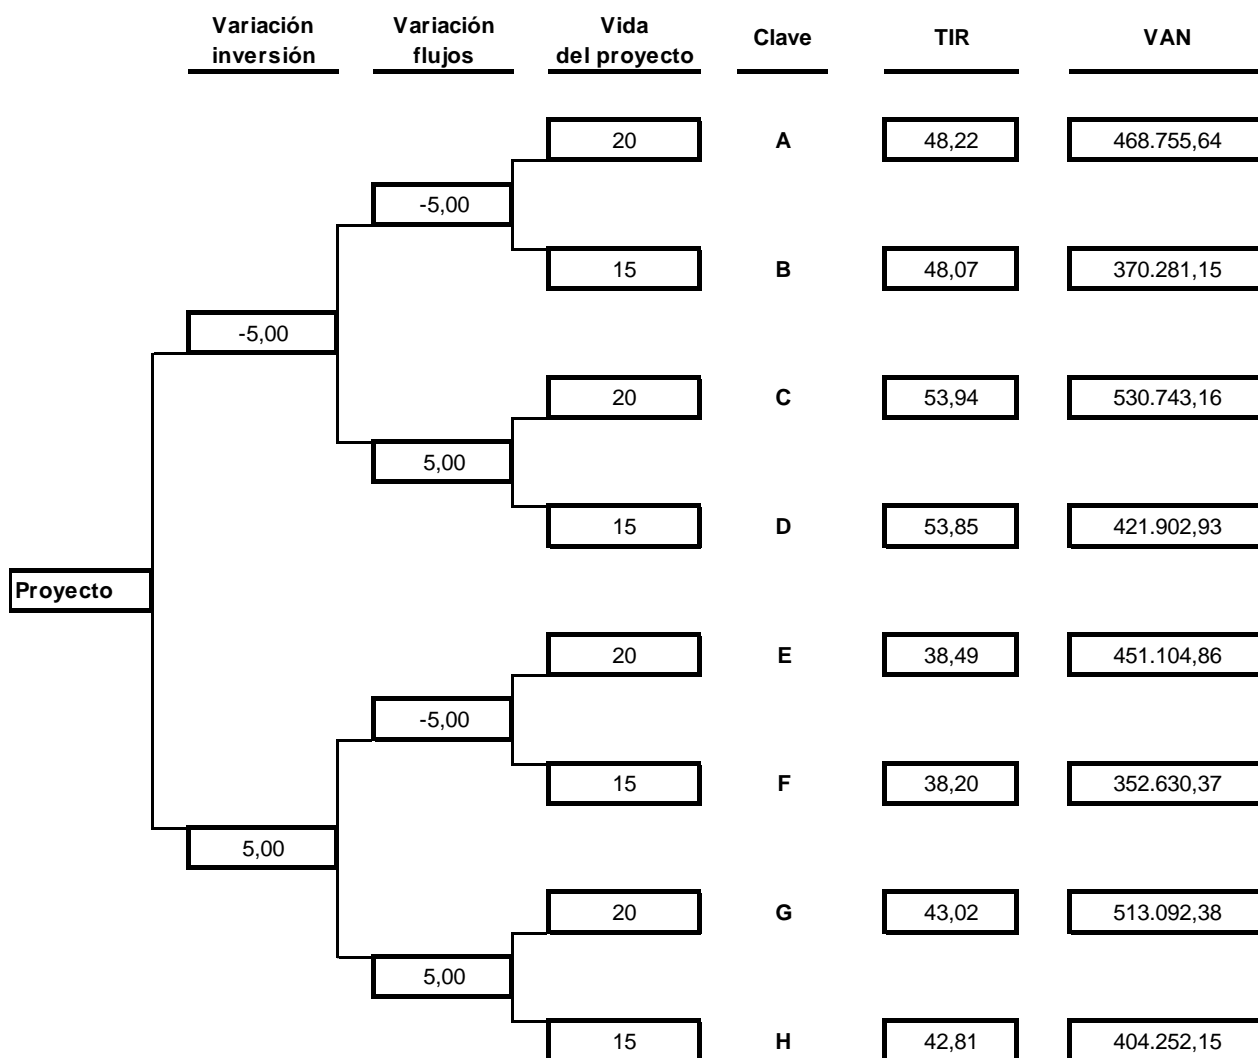 Variación inversión
Variación flujos
Vida del proyecto
Clave
TIR
VAN
20 A 48,22 468.755,64
-5,00
15 B 48,07 370.281,15
-5,00
20 C 53,94 530.743,16
5,00
15 D 53,85 421.902,93
Proyecto
20 E 38,49 451.104,86
-5,00
15 F 38,20 352.630,37
5,00
20 G 43,02 513.092,38
5,00
15 H 42,81 404.252,15